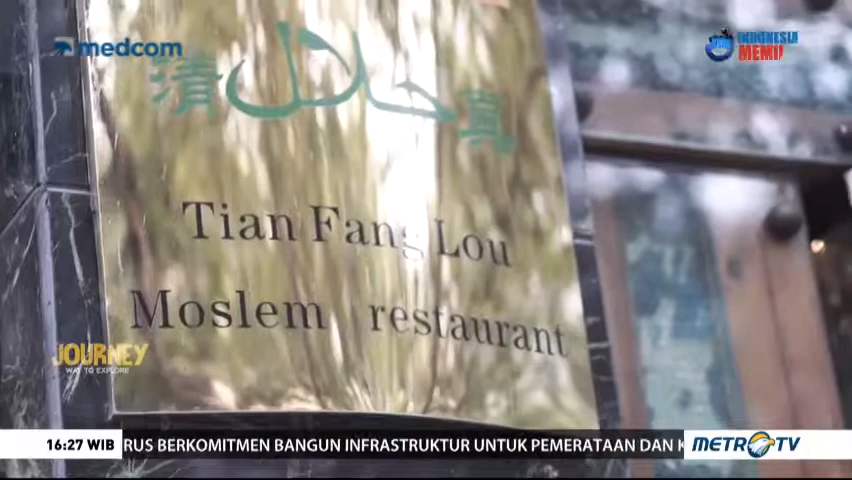 medcom
INDONESIA
清 حلال 真
Tian Fang Lou
Moslem restaurant
JOURNEY
WAY TO EXPLORE
16:27 WIB
RUS BERKOMITMEN BANGUN INFRASTRUKTUR UNTUK PEMERATAAN DAN K
METRO TV